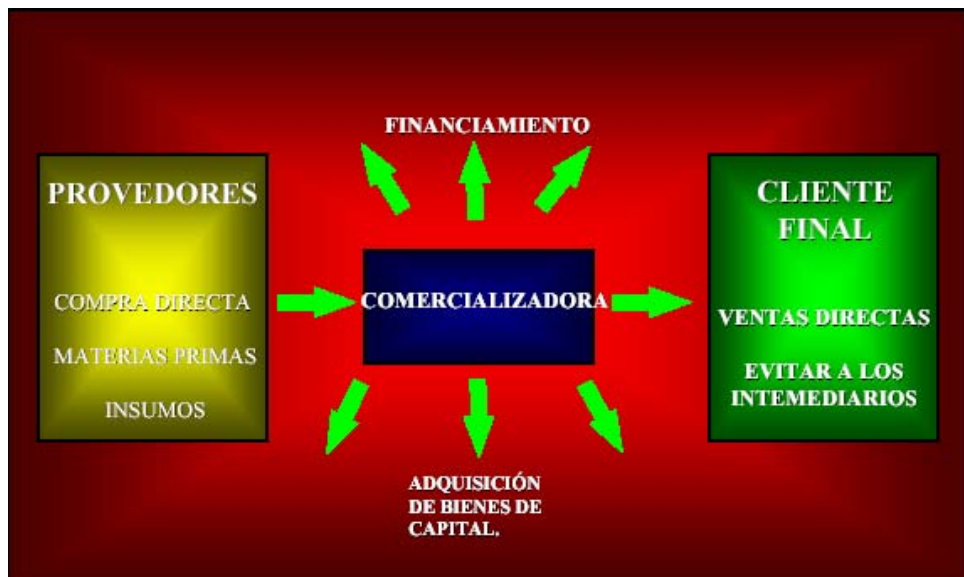 FINANCIAMIENTO
PROVEDORES
COMPRA DIRECTA
MATERIAS PRIMAS
INSUMOS
COMERCIALIZADORA
CLIENTE
FINAL
VENTAS DIRECTAS
EVITAR A LOS
INTEMEDIARIOS
ADQUISICIÓN
DE BIENES DE
CAPITAL.